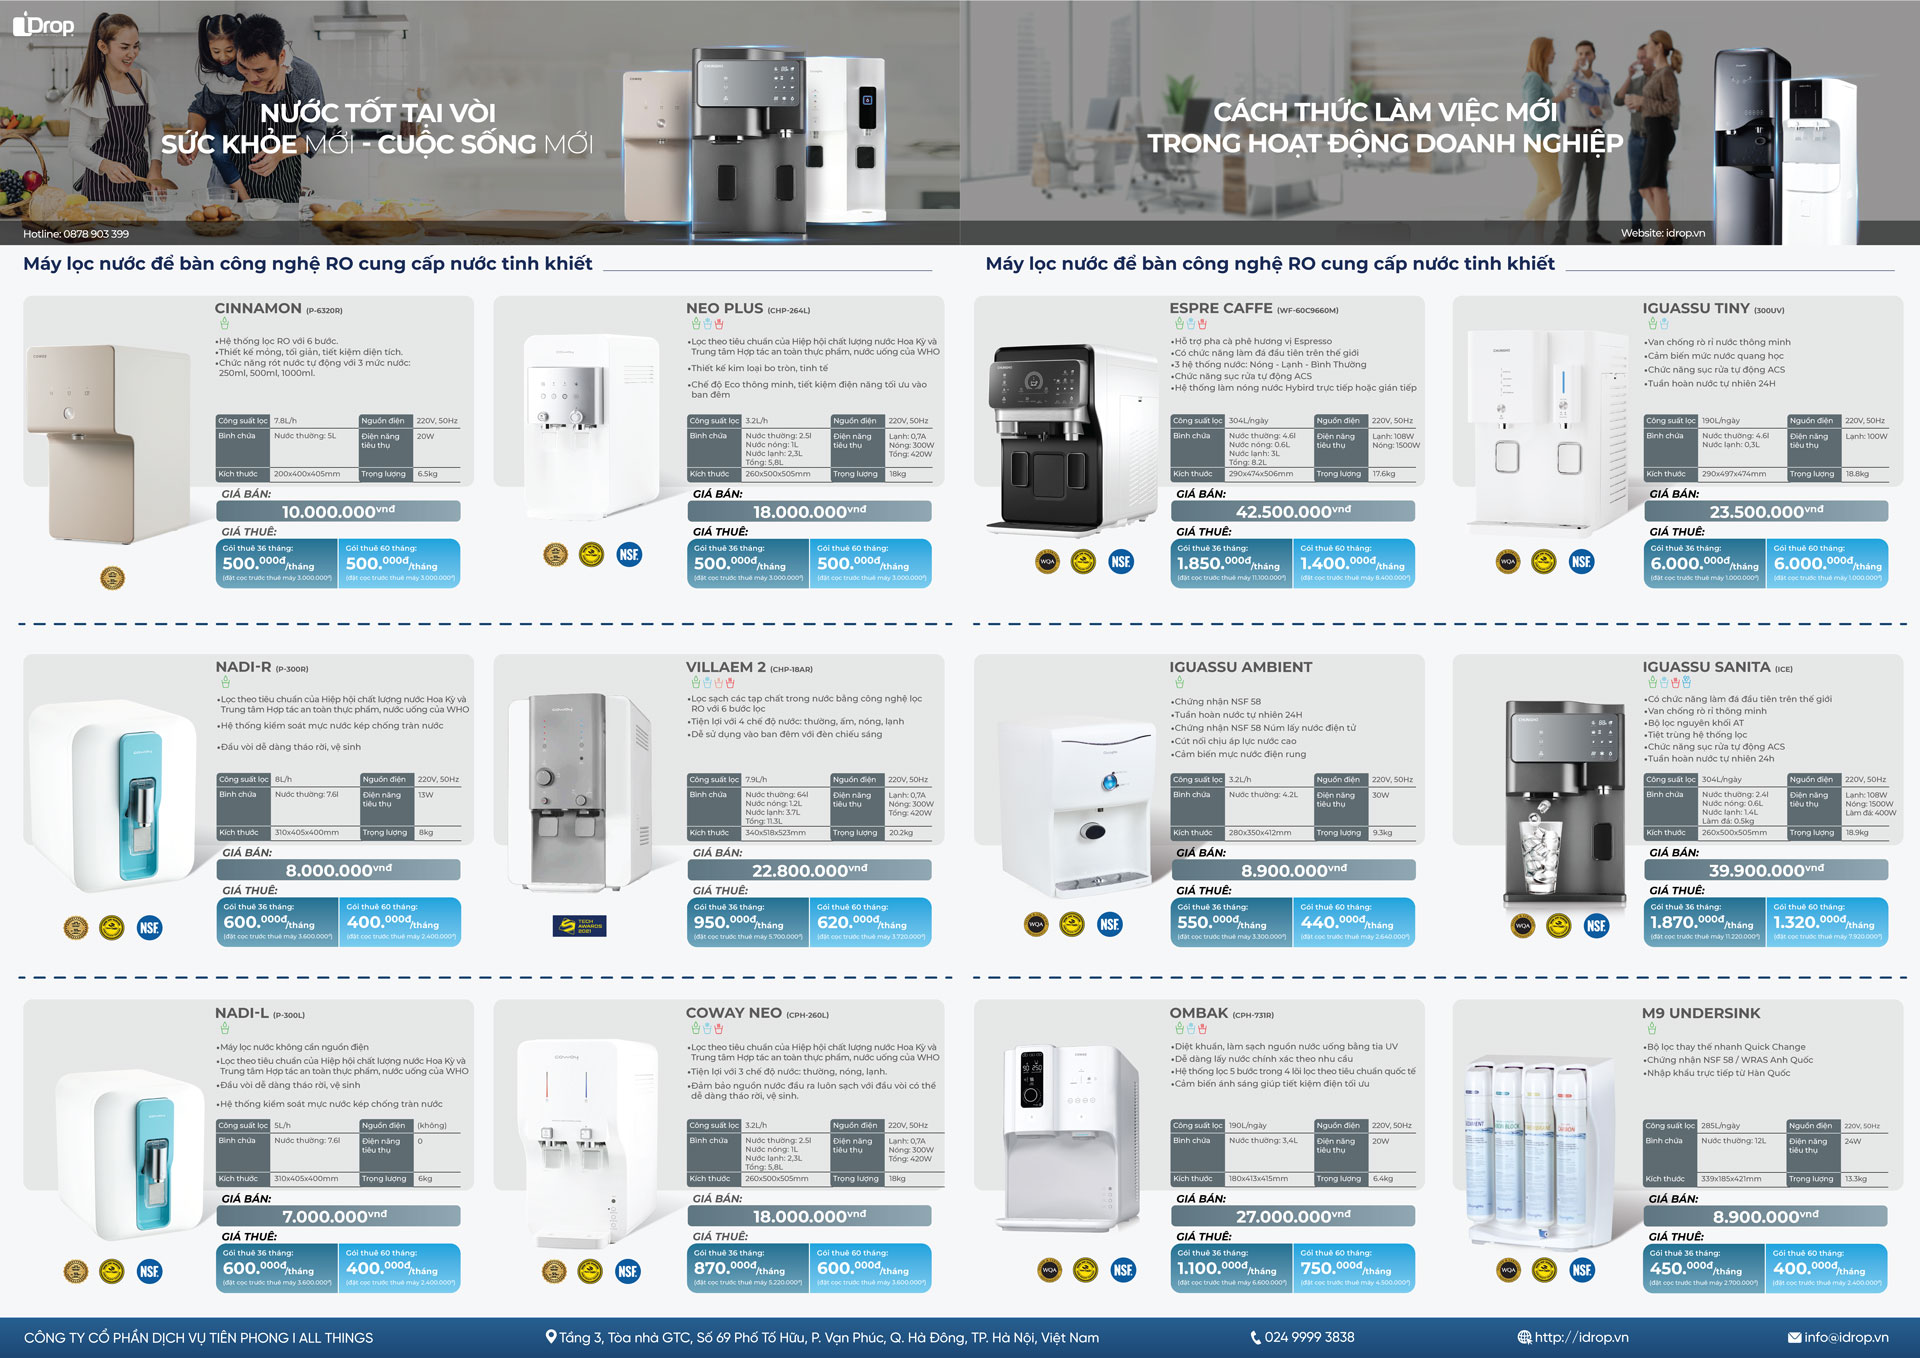 iDrop
NƯỚC TỐT TẠI VÒI
SỨC KHỎE MỚI - CUỘC SỐNG MỚI
Hotline: 0878 903 399
CÁCH THỨC LÀM VIỆC MỚI
TRONG HOẠT ĐỘNG DOANH NGHIỆP
Website: idrop.vn
Máy lọc nước để bàn công nghệ RO cung cấp nước tinh khiết
Máy lọc nước để bàn công nghệ RO cung cấp nước tinh khiết
CINNAMON (P-6320R)
•Hệ thống lọc RO với 6 bước.
•Thiết kế mỏng, tối giản, tiết kiệm diện tích.
•Chức năng rót nước tự động với 3 mức nước:
250ml, 500ml, 1000ml.
Công suất lọc 7.8L/h Nguồn điện 220V, 50Hz
Bình chứa Nước thường: 5L Điện năng tiêu thụ 20W
Kích thước 200x400x405mm Trọng lượng 6.5kg
GIÁ BÁN:
10.000.000vnđ
GIÁ THUÊ:
Gói thuê 36 tháng: Gói thuê 60 tháng:
500.000đ/tháng 500.000đ/tháng
(đặt cọc trước thuê máy 3.000.000đ) (đặt cọc trước thuê máy 3.000.000đ)
NEO PLUS (CHP-264L)
•Lọc theo tiêu chuẩn của Hiệp hội chất lượng nước Hoa Kỳ và
Trung tâm Hợp tác an toàn thực phẩm, nước uống của WHO
•Thiết kế kim loại bo tròn, tinh tế
•Chế độ Eco thông minh, tiết kiệm điện năng tối ưu vào
ban đêm
Công suất lọc 3.2L/h Nguồn điện 220V, 50Hz
Bình chứa Nước thường: 2.5l Điện năng tiêu thụ Lạnh: 0,7A
Nước nóng: 1L Nóng: 300W
Nước lạnh: 2,3L Tổng: 420W
Tổng: 5,8L
Kích thước 260x500x505mm Trọng lượng 18kg
GIÁ BÁN:
18.000.000vnđ
GIÁ THUÊ:
Gói thuê 36 tháng: Gói thuê 60 tháng:
500.000đ/tháng 500.000đ/tháng
(đặt cọc trước thuê máy 3.000.000đ) (đặt cọc trước thuê máy 3.000.000đ)
NSF.
ESPRE CAFFE (WF-60C9660M)
•Hỗ trợ pha cà phê hương vị Espresso
•Có chức năng làm đá đầu tiên trên thế giới
•3 hệ thống nước: Nóng - Lạnh - Bình Thường
•Chức năng sục rửa tự động ACS
•Hệ thống làm nóng nước Hybird trực tiếp hoặc gián tiếp
Công suất lọc 304L/ngày Nguồn điện 220V, 50Hz
Bình chứa Nước thường: 4.6l Điện năng tiêu thụ Lạnh: 108W
Nước nóng: 0.6L Nóng: 1500W
Nước lạnh: 3L
Tổng: 8.2L
Kích thước 290x474x506mm Trọng lượng 17.6kg
GIÁ BÁN:
42.500.000vnđ
GIÁ THUÊ:
Gói thuê 36 tháng: Gói thuê 60 tháng:
1.850.000đ/tháng 1.400.000đ/tháng
(đặt cọc trước thuê máy 11.100.000đ) (đặt cọc trước thuê máy 8.400.000đ)
WQA NSF.
IGUASSU TINY (300UV)
•Van chống rò rỉ nước thông minh
•Cảm biến mức nước quang học
•Chức năng sục rửa tự động ACS
•Tuần hoàn nước tự nhiên 24H
Công suất lọc 190L/ngày Nguồn điện 220V, 50Hz
Bình chứa Nước thường: 4.6l Điện năng tiêu thụ Lạnh: 100W
Nước lạnh: 0,3L
Kích thước 290x497x474mm Trọng lượng 18.8kg
GIÁ BÁN:
23.500.000vnđ
GIÁ THUÊ:
Gói thuê 36 tháng: Gói thuê 60 tháng:
6.000.000đ/tháng 6.000.000đ/tháng
(đặt cọc trước thuê máy 1.000.000đ) (đặt cọc trước thuê máy 1.000.000đ)
WQA NSF.
NADI-R (P-300R)
•Lọc theo tiêu chuẩn của Hiệp hội chất lượng nước Hoa Kỳ và
Trung tâm Hợp tác an toàn thực phẩm, nước uống của WHO
•Hệ thống kiểm soát mực nước kép chống tràn nước
•Đầu vòi dễ dàng tháo rời, vệ sinh
Công suất lọc 8L/h Nguồn điện 220V, 50Hz
Bình chứa Nước thường: 7.6l Điện năng tiêu thụ 13W
Kích thước 310x405x400mm Trọng lượng 8kg
GIÁ BÁN:
8.000.000vnđ
GIÁ THUÊ:
Gói thuê 36 tháng: Gói thuê 60 tháng:
600.000đ/tháng 400.000đ/tháng
(đặt cọc trước thuê máy 3.600.000đ) (đặt cọc trước thuê máy 2.400.000đ)
NSF.
VILLAEM 2 (CHP-18AR)
•Lọc sạch các tạp chất trong nước bằng công nghệ lọc
RO với 6 bước lọc
•Tiện lợi với 4 chế độ nước: thường, ấm, nóng, lạnh
•Dễ sử dụng vào ban đêm với đèn chiếu sáng
Công suất lọc 7.9L/h Nguồn điện 220V, 50Hz
Bình chứa Nước thường: 64l Điện năng tiêu thụ Lạnh: 0,7A
Nước nóng: 1.2L Nóng: 300W
Nước lạnh: 3.7L Tổng: 420W
Tổng: 11.3L
Kích thước 340x518x523mm Trọng lượng 20.2kg
GIÁ BÁN:
22.800.000vnđ
GIÁ THUÊ:
Gói thuê 36 tháng: Gói thuê 60 tháng:
950.000đ/tháng 620.000đ/tháng
(đặt cọc trước thuê máy 5.700.000đ) (đặt cọc trước thuê máy 3.720.000đ)
TECH
AWARDS
2021
IGUASSU AMBIENT
•Chứng nhận NSF 58
•Tuần hoàn nước tự nhiên 24H
•Chứng nhận NSF 58 Núm lấy nước điện tử
•Cút nối chịu áp lực nước cao
•Cảm biến mực nước điện rung
Công suất lọc 3.2L/h Nguồn điện 220V, 50Hz
Bình chứa Nước thường: 4.2L Điện năng tiêu thụ 30W
Kích thước 280x350x412mm Trọng lượng 9.3kg
GIÁ BÁN:
8.900.000vnđ
GIÁ THUÊ:
Gói thuê 36 tháng: Gói thuê 60 tháng:
550.000đ/tháng 440.000đ/tháng
(đặt cọc trước thuê máy 3.300.000đ) (đặt cọc trước thuê máy 2.640.000đ)
WQA NSF.
IGUASSU SANITA (ICE)
•Có chức năng làm đá đầu tiên trên thế giới
•Van chống rò rỉ thông minh
•Bộ lọc nguyên khối AT
•Tiệt trùng hệ thống lọc
•Chức năng sục rửa tự động ACS
•Tuần hoàn nước tự nhiên 24h
Công suất lọc 304L/ngày Nguồn điện 220V, 50Hz
Bình chứa Nước thường: 2.4l Điện năng tiêu thụ Lạnh: 108W
Nước nóng: 0.6L Nóng: 1500W
Nước lạnh: 1.4L Làm đá: 400W
Làm đá: 0.5kg
Kích thước 260x500x505mm Trọng lượng 18.9kg
GIÁ BÁN:
39.900.000vnđ
GIÁ THUÊ:
Gói thuê 36 tháng: Gói thuê 60 tháng:
1.870.000đ/tháng 1.320.000đ/tháng
(đặt cọc trước thuê máy 11.220.000đ) (đặt cọc trước thuê máy 7.920.000đ)
WQA NSF.
NADI-L (P-300L)
•Máy lọc nước không cần nguồn điện
•Lọc theo tiêu chuẩn của Hiệp hội chất lượng nước Hoa Kỳ và
Trung tâm Hợp tác an toàn thực phẩm, nước uống của WHO
•Đầu vòi dễ dàng tháo rời, vệ sinh
•Hệ thống kiểm soát mực nước kép chống tràn nước
Công suất lọc 5L/h Nguồn điện (không)
Bình chứa Nước thường: 7.6l Điện năng tiêu thụ 0
Kích thước 310x405x400mm Trọng lượng 6kg
GIÁ BÁN:
7.000.000vnđ
GIÁ THUÊ:
Gói thuê 36 tháng: Gói thuê 60 tháng:
600.000đ/tháng 400.000đ/tháng
(đặt cọc trước thuê máy 3.600.000đ) (đặt cọc trước thuê máy 2.400.000đ)
NSF.
COWAY NEO (CPH-260L)
•Lọc theo tiêu chuẩn của Hiệp hội chất lượng nước Hoa Kỳ và
Trung tâm Hợp tác an toàn thực phẩm, nước uống của WHO
•Tiện lợi với 3 chế độ nước: thường, nóng, lạnh.
•Đảm bảo nguồn nước đầu ra luôn sạch với đầu vòi có thể
dễ dàng tháo rời, vệ sinh.
Công suất lọc 3.2L/h Nguồn điện 220V, 50Hz
Bình chứa Nước thường: 2.5l Điện năng tiêu thụ Lạnh: 0,7A
Nước nóng: 1L Nóng: 300W
Nước lạnh: 2,3L Tổng: 420W
Tổng: 5,8L
Kích thước 260x500x505mm Trọng lượng 18kg
GIÁ BÁN:
18.000.000vnđ
GIÁ THUÊ:
Gói thuê 36 tháng: Gói thuê 60 tháng:
870.000đ/tháng 600.000đ/tháng
(đặt cọc trước thuê máy 5.220.000đ) (đặt cọc trước thuê máy 3.600.000đ)
NSF.
OMBAK (CPH-731R)
•Diệt khuẩn, làm sạch nguồn nước uống bằng tia UV
•Dễ dàng lấy nước chính xác theo nhu cầu
•Hệ thống lọc 5 bước trong 4 lõi lọc theo tiêu chuẩn quốc tế
•Cảm biến ánh sáng giúp tiết kiệm điện tối ưu
Công suất lọc 190L/ngày Nguồn điện 220V, 50Hz
Bình chứa Nước thường: 3,4L Điện năng tiêu thụ 20W
Kích thước 180x413x415mm Trọng lượng 6.4kg
GIÁ BÁN:
27.000.000vnđ
GIÁ THUÊ:
Gói thuê 36 tháng: Gói thuê 60 tháng:
1.100.000đ/tháng 750.000đ/tháng
(đặt cọc trước thuê máy 6.600.000đ) (đặt cọc trước thuê máy 4.500.000đ)
WQA NSF.
M9 UNDERSINK
•Bộ lọc thay thế nhanh Quick Change
•Chứng nhận NSF 58 / WRAS Anh Quốc
•Nhập khẩu trực tiếp từ Hàn Quốc
Công suất lọc 285L/ngày Nguồn điện 220V, 50Hz
Bình chứa Nước thường: 12L Điện năng tiêu thụ 24W
Kích thước 339x185x421mm Trọng lượng 13.3kg
GIÁ BÁN:
8.900.000vnđ
GIÁ THUÊ:
Gói thuê 36 tháng: Gói thuê 60 tháng:
450.000đ/tháng 400.000đ/tháng
(đặt cọc trước thuê máy 2.700.000đ) (đặt cọc trước thuê máy 2.400.000đ)
WQA NSF.
CÔNG TY CỔ PHẦN DỊCH VỤ TIÊN PHONG I ALL THINGS
Tầng 3, Tòa nhà GTC, Số 69 Phố Tố Hữu, P. Vạn Phúc, Q. Hà Đông, TP. Hà Nội, Việt Nam
024 9999 3838
http://idrop.vn
info@idrop.vn